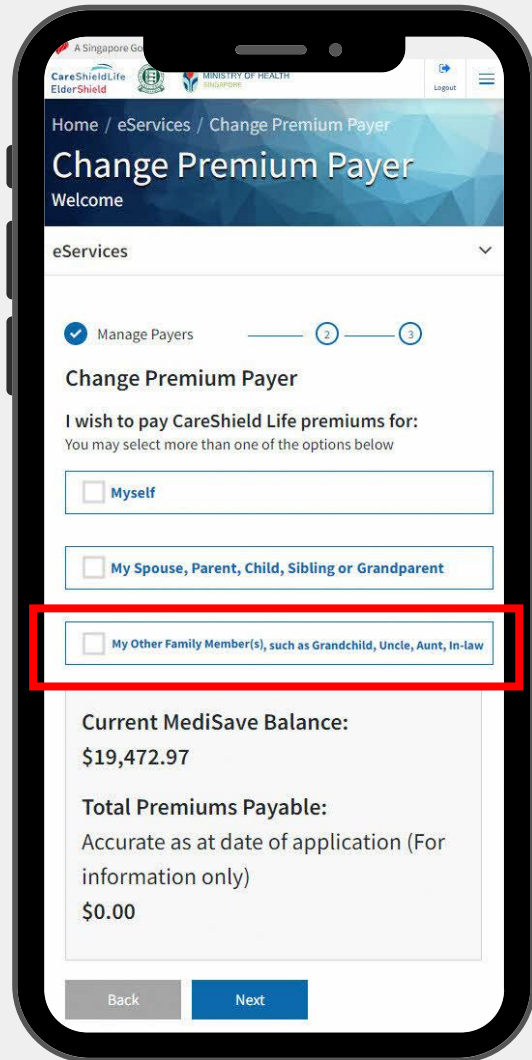 A Singapore Go
CareShieldLife
ElderShield
MINISTRY OF HEALTH
SINGAPORE
Logout
Home / eServices / Change Premium Payer
Change Premium Payer
Welcome
eServices
Manage Payers
2
3
Change Premium Payer
I wish to pay CareShield Life premiums for:
You may select more than one of the options below
Myself
My Spouse, Parent, Child, Sibling or Grandparent
My Other Family Member(s), such as Grandchild, Uncle, Aunt, In-law
Current MediSave Balance:
$19,472.97
Total Premiums Payable:
Accurate as at date of application (For
information only)
$0.00
Back
Next